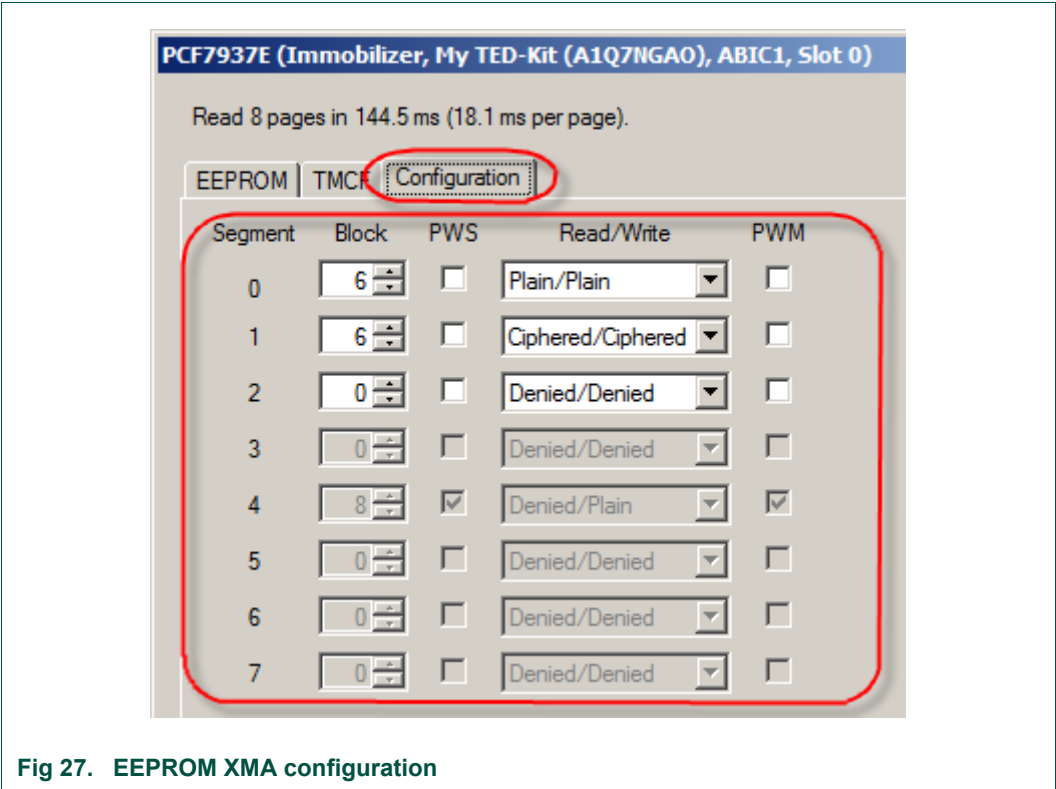 PCF7937E (Immobilizer, My TED-Kit (A1Q7NGAO), ABIC1, Slot 0)
Read 8 pages in 144.5 ms (18.1 ms per page).
EEPROM TMCF Configuration
Segment Block PWS Read/Write PWM
0 6 Plain/Plain
1 6 Ciphered/Ciphered
2 0 Denied/Denied
3 0 Denied/Denied
4 8 Denied/Plain
5 0 Denied/Denied
6 0 Denied/Denied
7 0 Denied/Denied
Fig 27. EEPROM XMA configuration